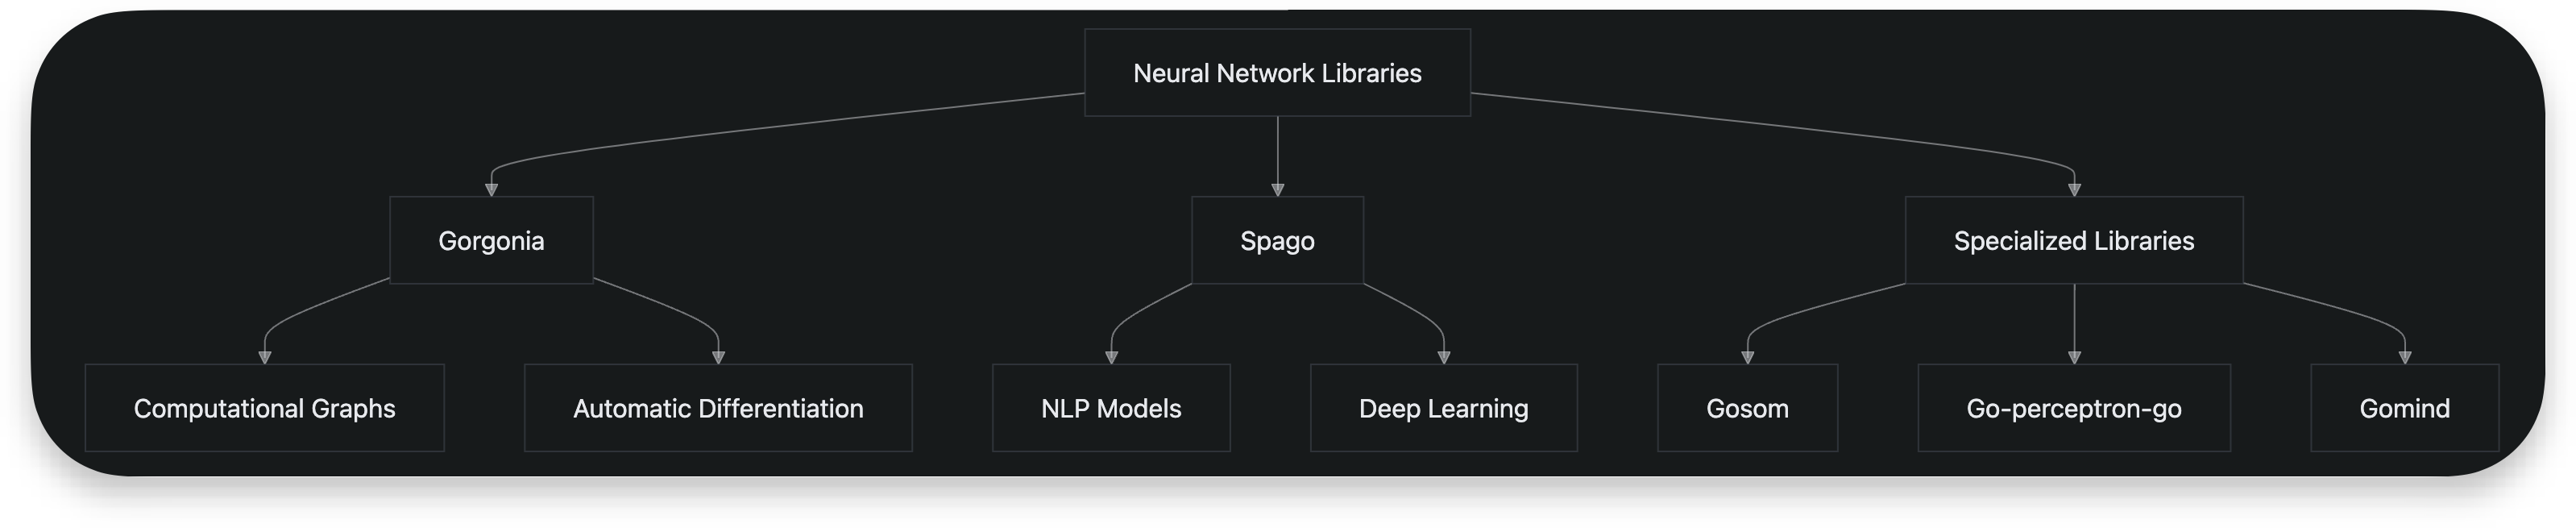 Neural Network Libraries
Gorgonia
Spago
Specialized Libraries
Computational Graphs
Automatic Differentiation
NLP Models
Deep Learning
Gosom
Go-perceptron-go
Gomind